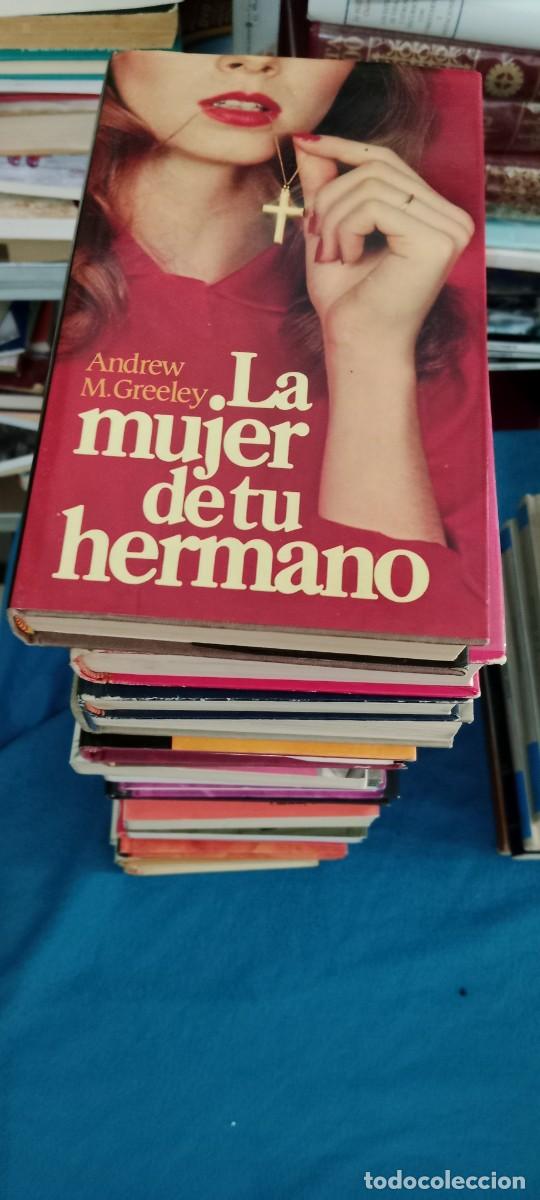 Andrew
M. Greeley
La
mujer
de tu
hermano
todocoleccion